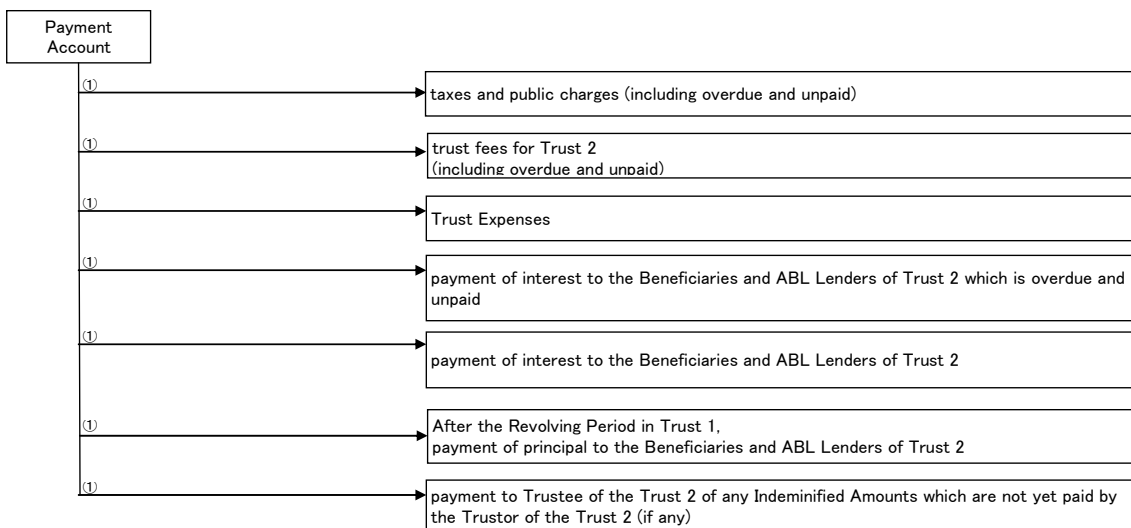 Payment
Account
①
taxes and public charges (including overdue and unpaid)
①
trust fees for Trust 2
(including overdue and unpaid)
①
Trust Expenses
①
payment of interest to the Beneficiaries and ABL Lenders of Trust 2 which is overdue and
unpaid
①
payment of interest to the Beneficiaries and ABL Lenders of Trust 2
①
After the Revolving Period in Trust 1,
payment of principal to the Beneficiaries and ABL Lenders of Trust 2
①
payment to Trustee of the Trust 2 of any Indeminified Amounts which are not yet paid by
the Trustor of the Trust 2 (if any)